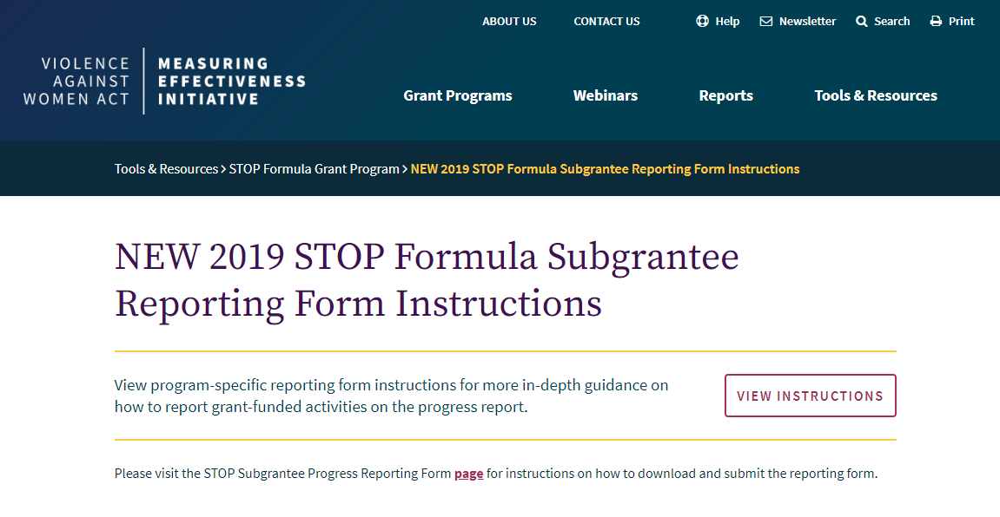 ABOUT US CONTACT US Help Newsletter Search Print
VIOLENCE AGAINST WOMEN ACT
MEASURING EFFECTIVENESS INITIATIVE
Grant Programs Webinars Reports Tools & Resources
Tools & Resources > STOP Formula Grant Program > NEW 2019 STOP Formula Subgrantee Reporting Form Instructions
NEW 2019 STOP Formula Subgrantee
Reporting Form Instructions
View program-specific reporting form instructions for more in-depth guidance on
how to report grant-funded activities on the progress report.
VIEW INSTRUCTIONS
Please visit the STOP Subgrantee Progress Reporting Form page for instructions on how to download and submit the reporting form.